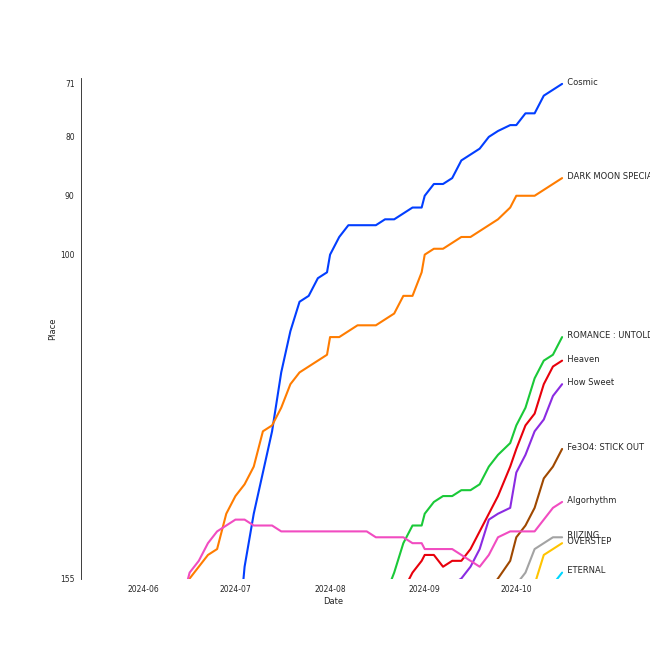 71
80
90
100
155
Place
2024-06
2024-07
2024-08
2024-09
2024-10
Date
Cosmic
DARK MOON SPECIA
ROMANCE : UNTOLD
Heaven
How Sweet
Fe3O4: STICK OUT
Algorhythm
OVERSTEP
ETERNAL